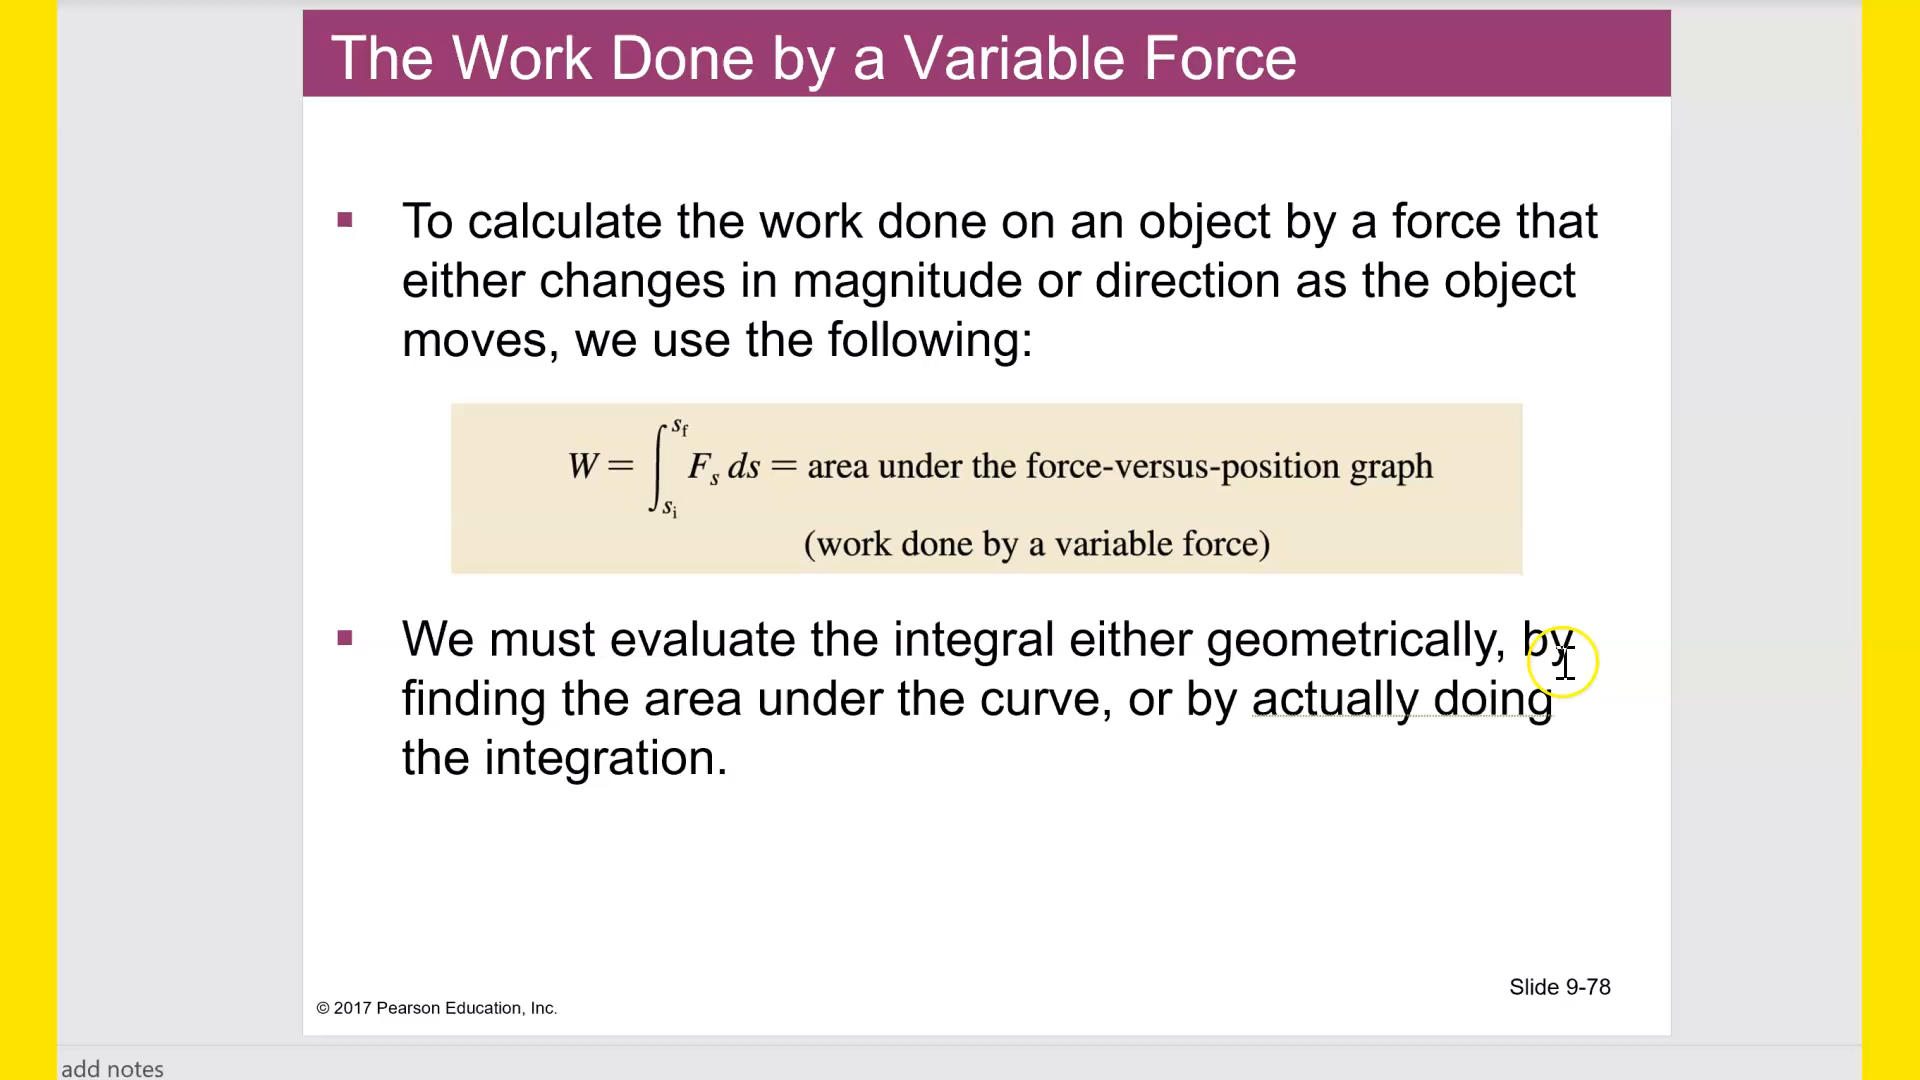 The Work Done by a Variable Force
▪ To calculate the work done on an object by a force that
either changes in magnitude or direction as the object
moves, we use the following:
W = ∫_{s_i}^{s_f} F_s ds = area under the force-versus-position graph
(work done by a variable force)
▪ We must evaluate the integral either geometrically, by
finding the area under the curve, or by actually doing
the integration.
Slide 9-78
© 2017 Pearson Education, Inc.
add notes